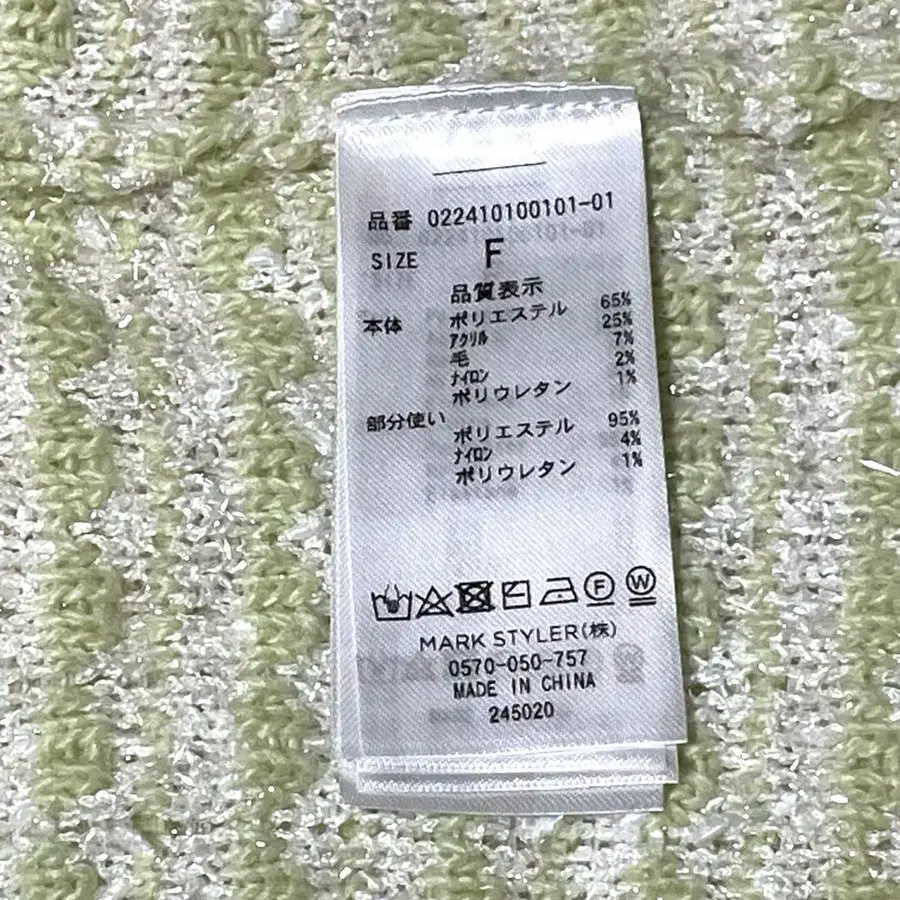 品番 022410100101-01
SIZE F
品質表示
本体 ポリエステル 65%
アクリル 25%
毛 7%
ナイロン 2%
ポリウレタン 1%
部分使い ポリエステル 95%
ナイロン 4%
ポリウレタン 1%
F W
MARK STYLER(株)
0570-050-757
MADE IN CHINA
245020